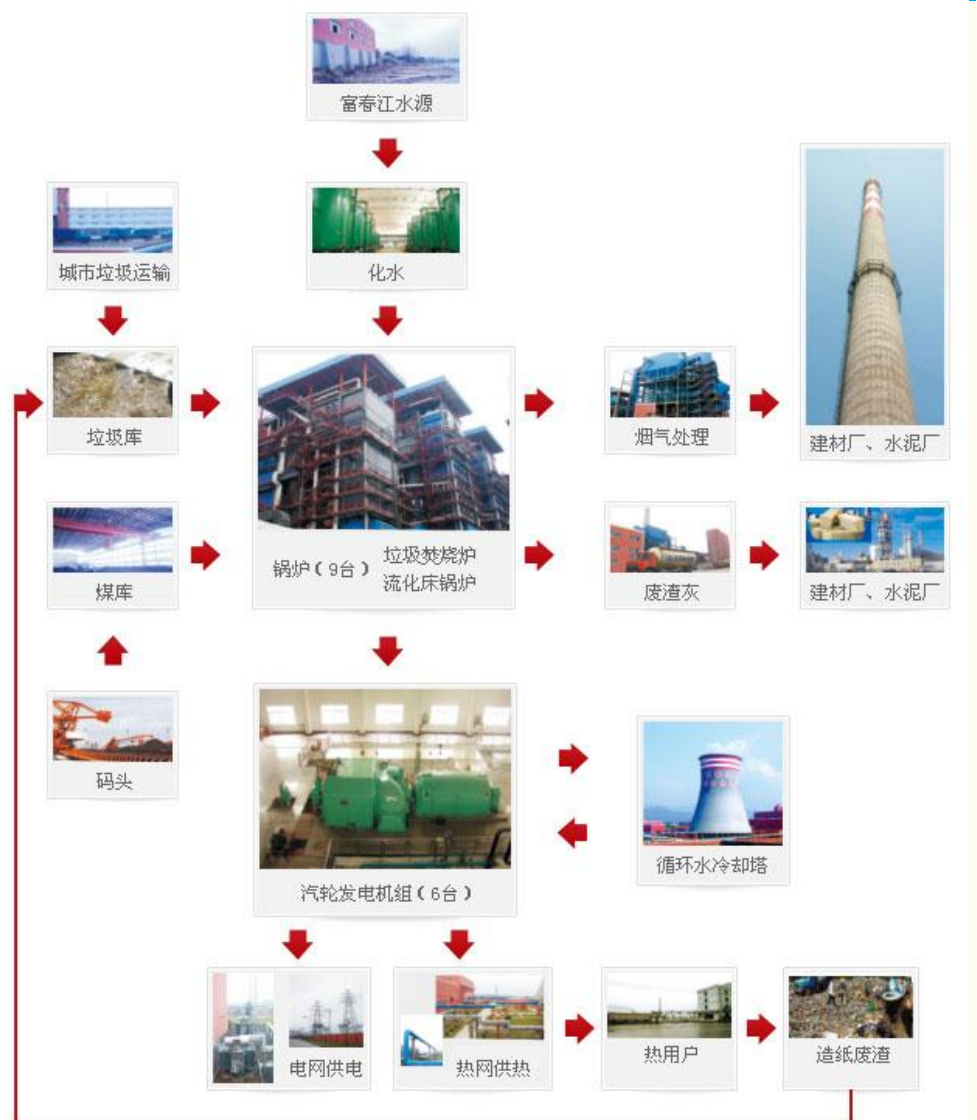 富春江水源
城市垃圾运输
化水
垃圾库
烟气处理
建材厂、水泥厂
锅炉(9台)
垃圾焚烧炉
流化床锅炉
煤库
废渣灰
建材厂、水泥厂
码头
循环水冷却塔
汽轮发电机组(6台)
电网供电
热网供热
热用户
造纸废渣